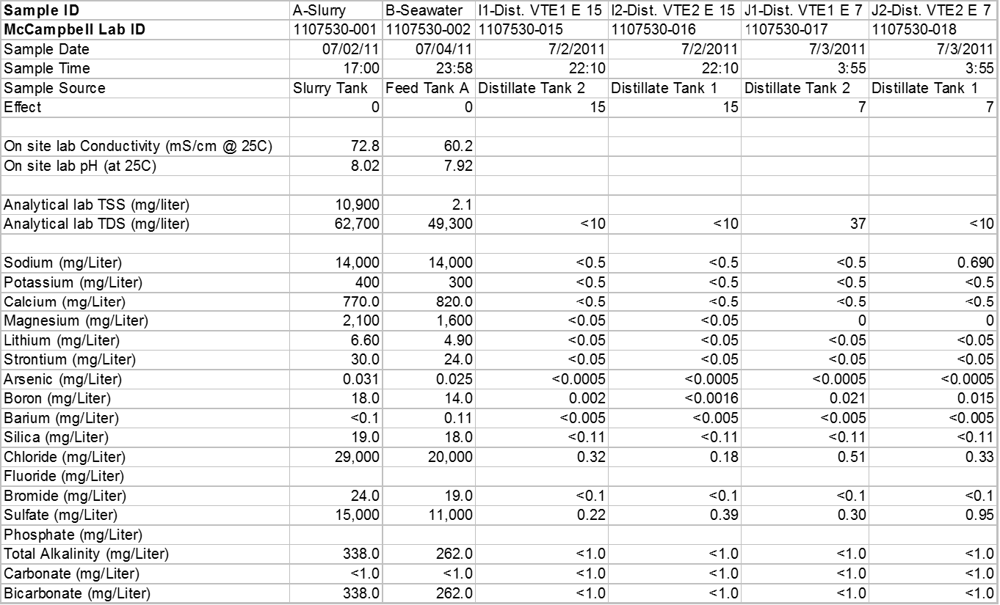 Sample ID A-Slurry B-Seawater I1-Dist. VTE1 E 15 I2-Dist. VTE2 E 15 J1-Dist. VTE1 E 7 J2-Dist. VTE2 E 7
McCampbell Lab ID 1107530-001 1107530-002 1107530-015 1107530-016 1107530-017 1107530-018
Sample Date 07/02/11 07/04/11 7/2/2011 7/2/2011 7/3/2011 7/3/2011
Sample Time 17:00 23:58 22:10 22:10 3:55 3:55
Sample Source Slurry Tank Feed Tank A Distillate Tank 2 Distillate Tank 1 Distillate Tank 2 Distillate Tank 1
Effect 0 0 15 15 7 7
On site lab Conductivity (mS/cm @ 25C) 72.8 60.2
On site lab pH (at 25C) 8.02 7.92
Analytical lab TSS (mg/liter) 10,900 2.1
Analytical lab TDS (mg/liter) 62,700 49,300 <10 <10 37 <10
Sodium (mg/Liter) 14,000 14,000 <0.5 <0.5 <0.5 0.690
Potassium (mg/Liter) 400 300 <0.5 <0.5 <0.5 <0.5
Calcium (mg/Liter) 770.0 820.0 <0.5 <0.5 <0.5 <0.5
Magnesium (mg/Liter) 2,100 1,600 <0.05 <0.05 0 0
Lithium (mg/Liter) 6.60 4.90 <0.05 <0.05 <0.05 <0.05
Strontium (mg/Liter) 30.0 24.0 <0.05 <0.05 <0.05 <0.05
Arsenic (mg/Liter) 0.031 0.025 <0.0005 <0.0005 <0.0005 <0.0005
Boron (mg/Liter) 18.0 14.0 0.002 <0.0016 0.021 0.015
Barium (mg/Liter) <0.1 0.11 <0.005 <0.005 <0.005 <0.005
Silica (mg/Liter) 19.0 18.0 <0.11 <0.11 <0.11 <0.11
Chloride (mg/Liter) 29,000 20,000 0.32 0.18 0.51 0.33
Fluoride (mg/Liter)
Bromide (mg/Liter) 24.0 19.0 <0.1 <0.1 <0.1 <0.1
Sulfate (mg/Liter) 15,000 11,000 0.22 0.39 0.30 0.95
Phosphate (mg/Liter)
Total Alkalinity (mg/Liter) 338.0 262.0 <1.0 <1.0 <1.0 <1.0
Carbonate (mg/Liter) <1.0 <1.0 <1.0 <1.0 <1.0 <1.0
Bicarbonate (mg/Liter) 338.0 262.0 <1.0 <1.0 <1.0 <1.0